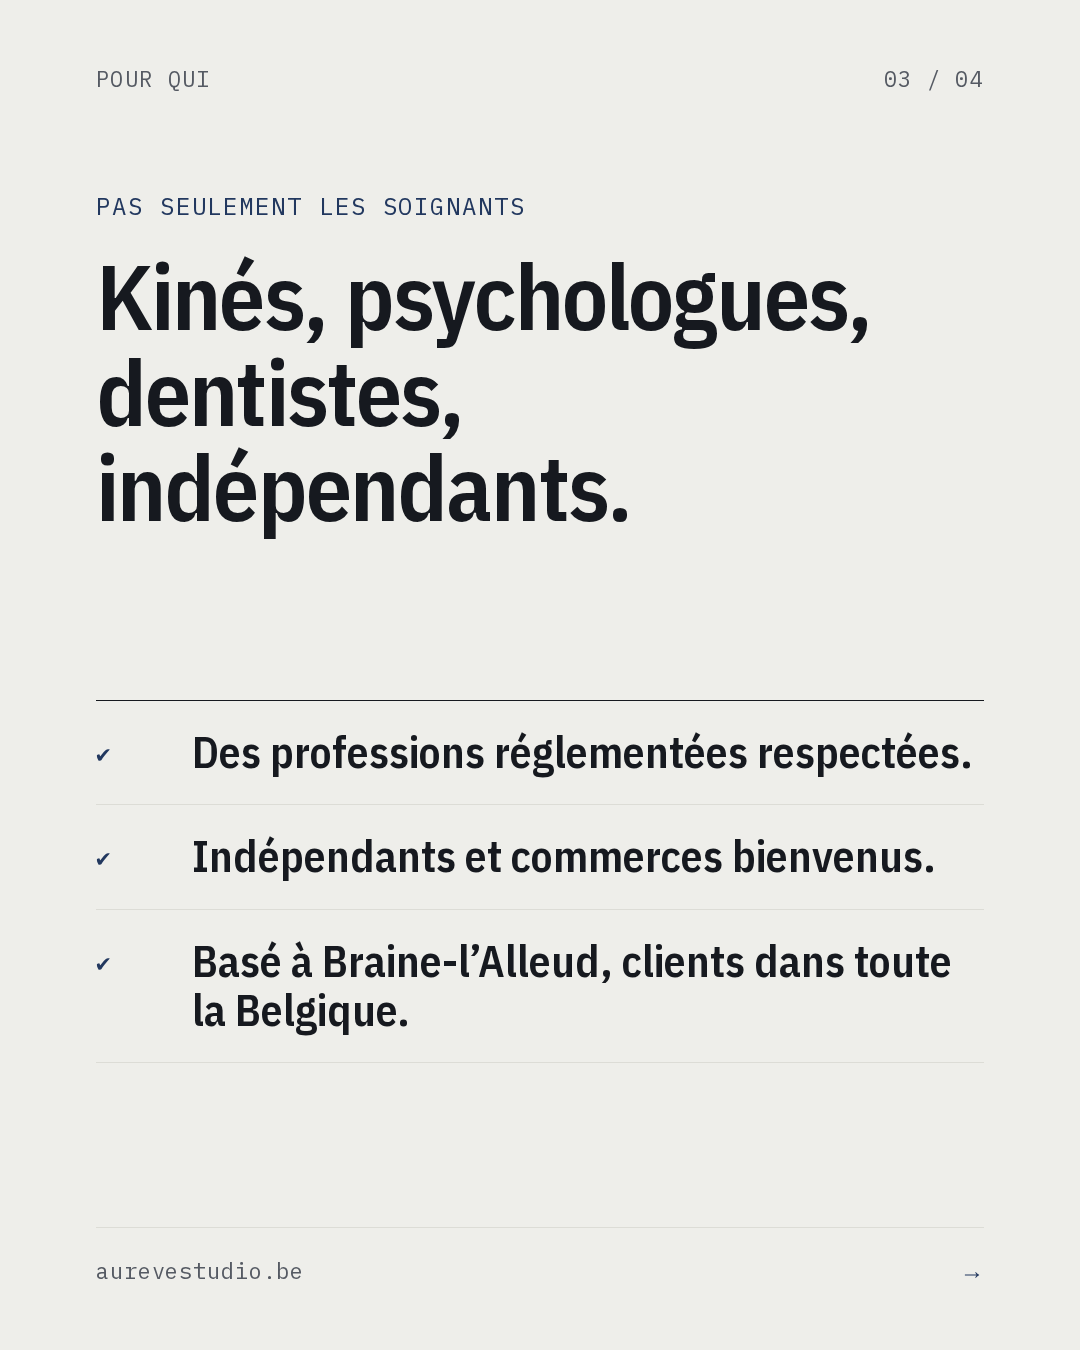 POUR QUI
03 / 04
PAS SEULEMENT LES SOIGNANTS
Kinés, psychologues,
dentistes,
indépendants.
✔ Des professions réglementées respectées.
✔ Indépendants et commerces bienvenus.
✔ Basé à Braine-l’Alleud, clients dans toute
la Belgique.
aurevestudio.be →